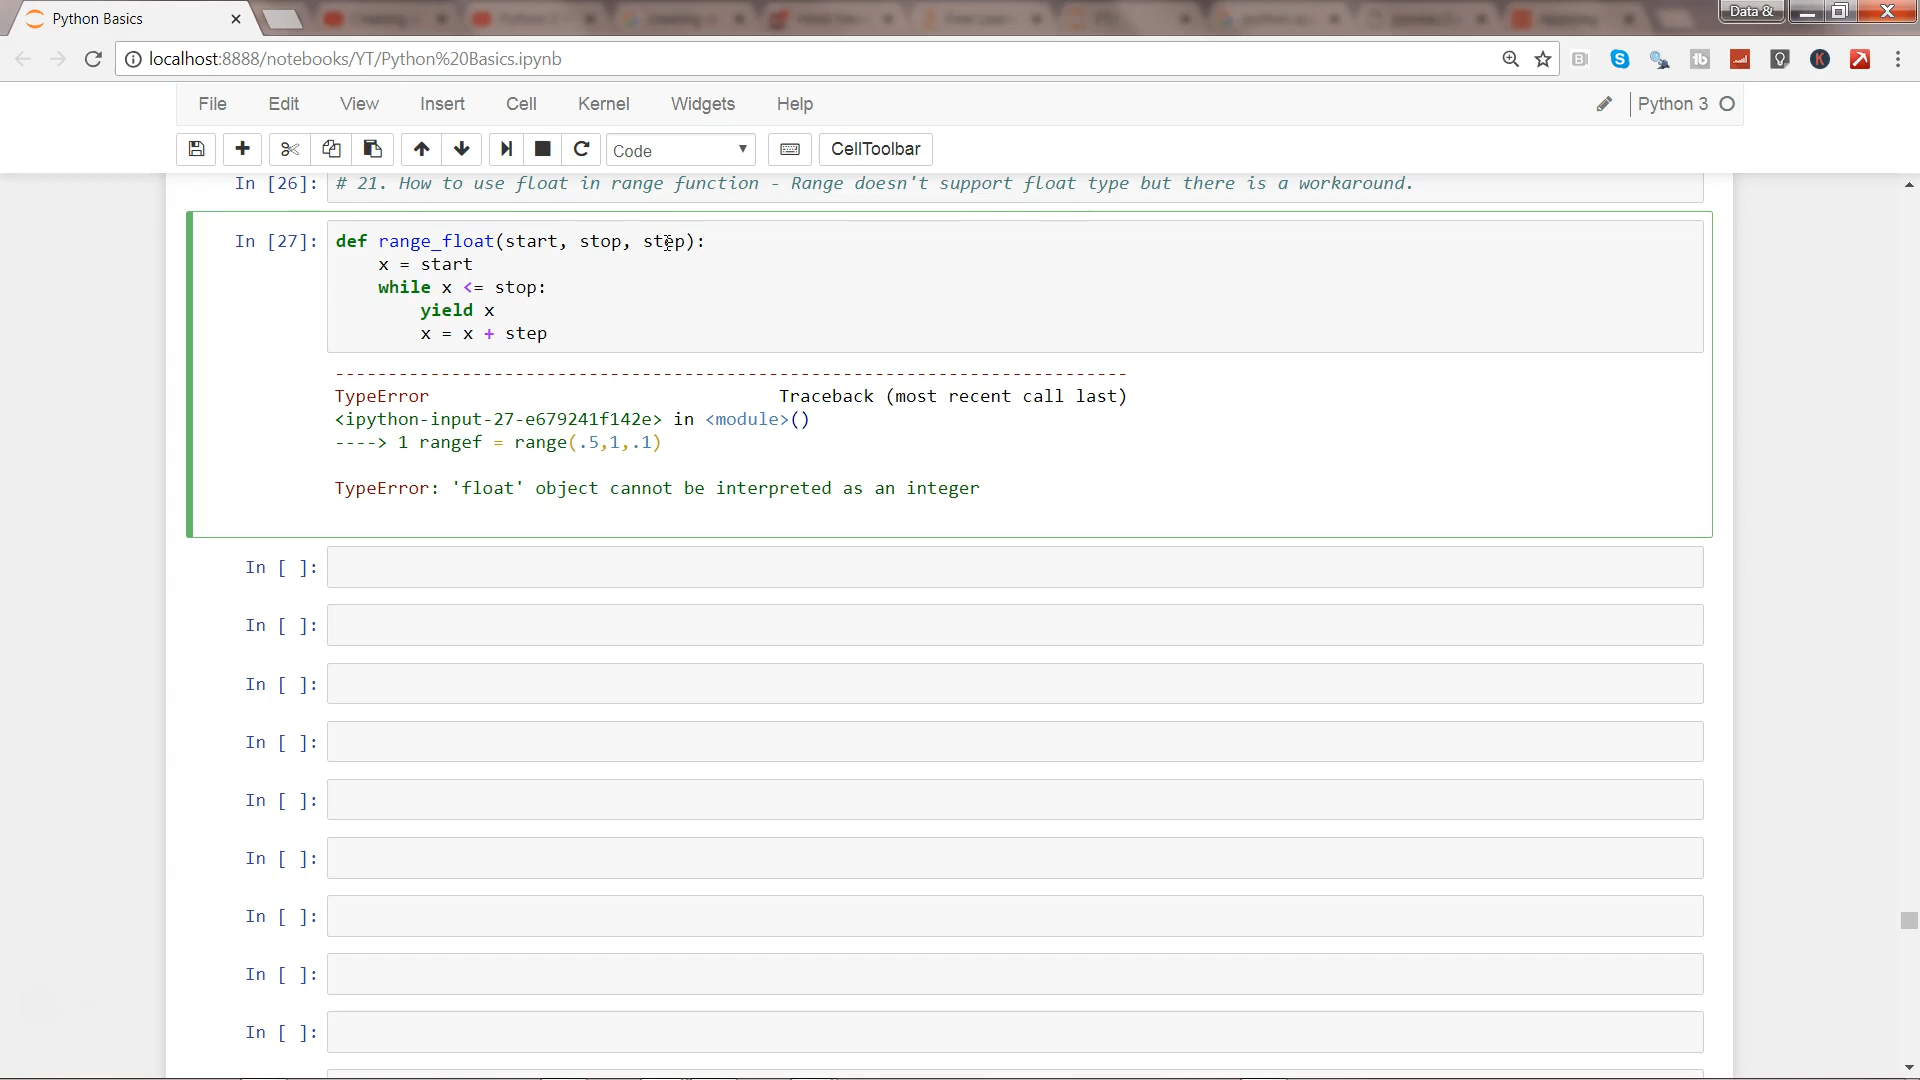 Python Basics
Data &
localhost:8888/notebooks/YT/Python%20Basics.ipynb
File Edit View Insert Cell Kernel Widgets Help
Python 3
Code
CellToolbar
In [26]: # 21. How to use float in range function - Range doesn't support float type but there is a workaround.
In [27]: def range_float(start, stop, step):
x = start
while x <= stop:
yield x
x = x + step
---------------------------------------------------------------------------
TypeError Traceback (most recent call last)
<ipython-input-27-e679241f142e> in <module>()
----> 1 rangef = range(.5,1,.1)
TypeError: 'float' object cannot be interpreted as an integer
In [ ]:
In [ ]:
In [ ]:
In [ ]:
In [ ]:
In [ ]:
In [ ]:
In [ ]:
In [ ]: